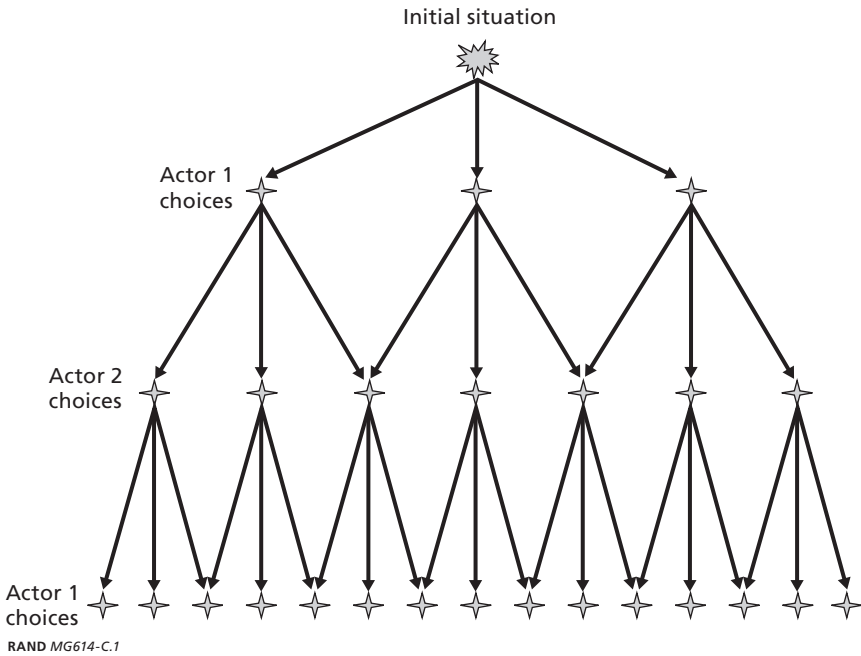 Initial situation
Actor 1
choices
Actor 2
choices
Actor 1
choices
RAND MG614-C.1